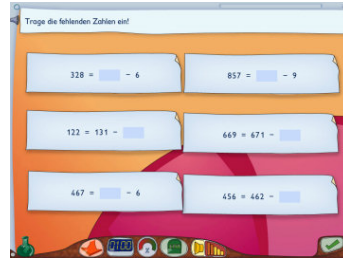 Trage die fehlenden Zahlen ein!
328 = − 6
857 = − 9
122 = 131 −
669 = 671 −
467 = − 6
456 = 462 −